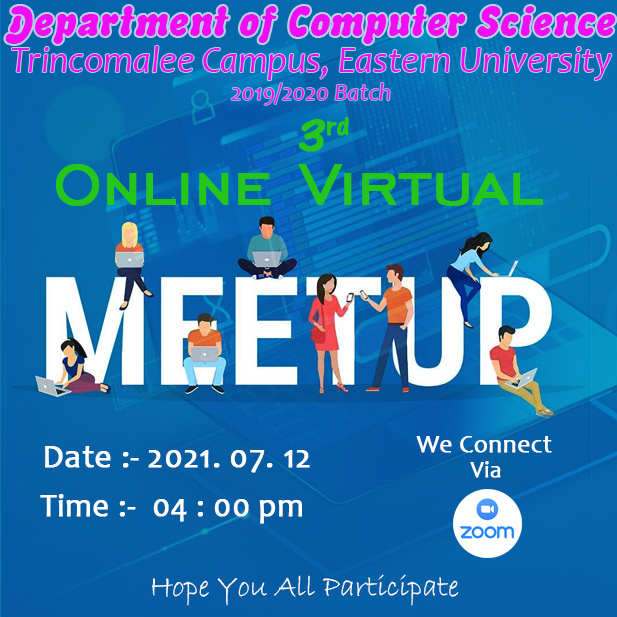 Department of Computer Science
Trincomalee Campus, Eastern University
2019/2020 Batch
3rd
Online Virtual
MEETUP
Date :- 2021. 07. 12
Time :- 04 : 00 pm
We Connect
Via
zoom
Hope You All Participate